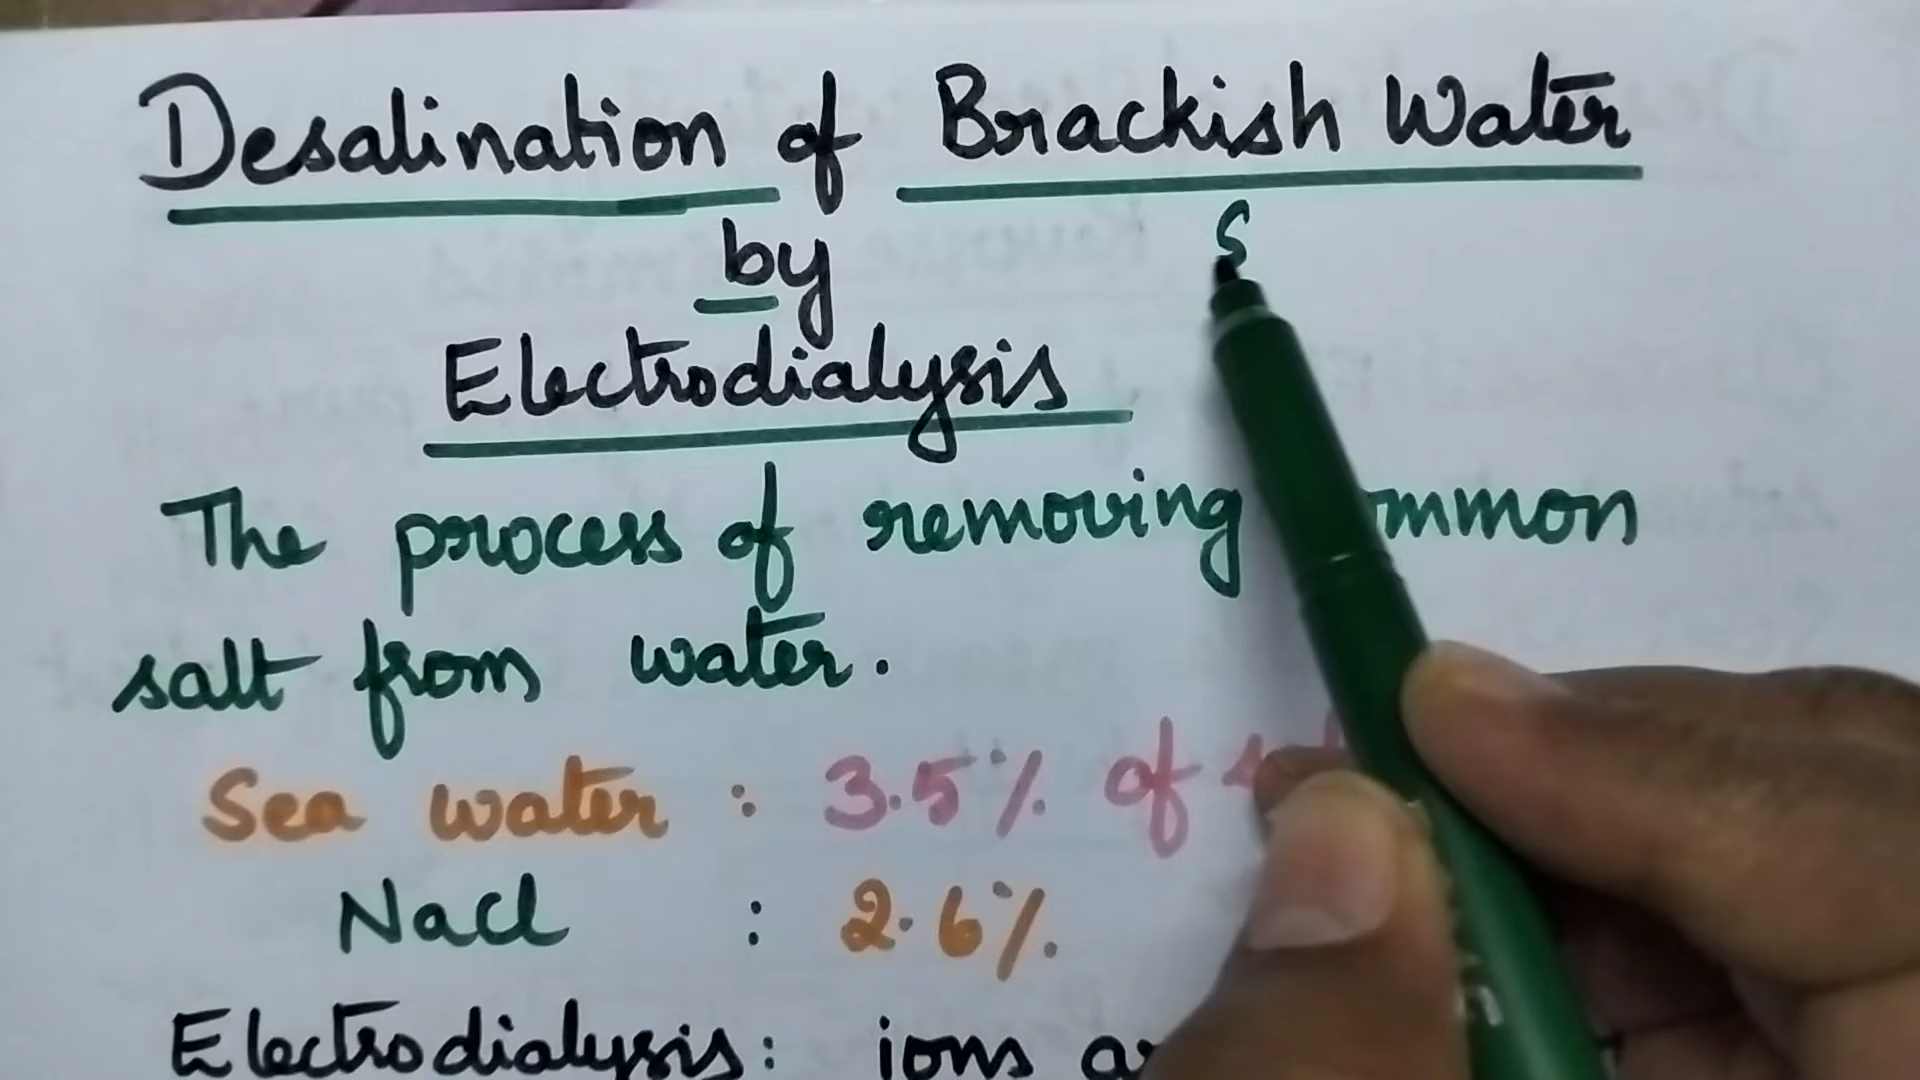 Desalination of Brackish Water
S
by
Electrodialysis
The process of removing
salt from water.
Sea water : 3.5% of
NaCl : 2.6%
Electrodialysis: ions